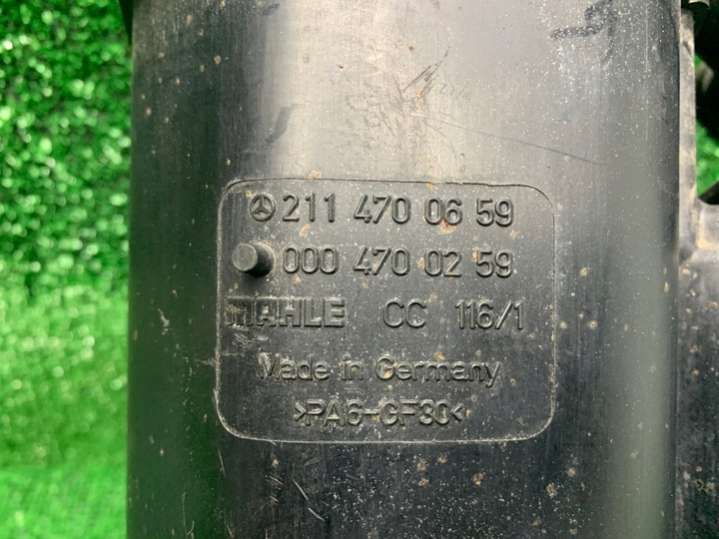 211 470 06 59
000 470 02 59
MAHLE CC 116/1
Made in Germany
>PA6-GF30<